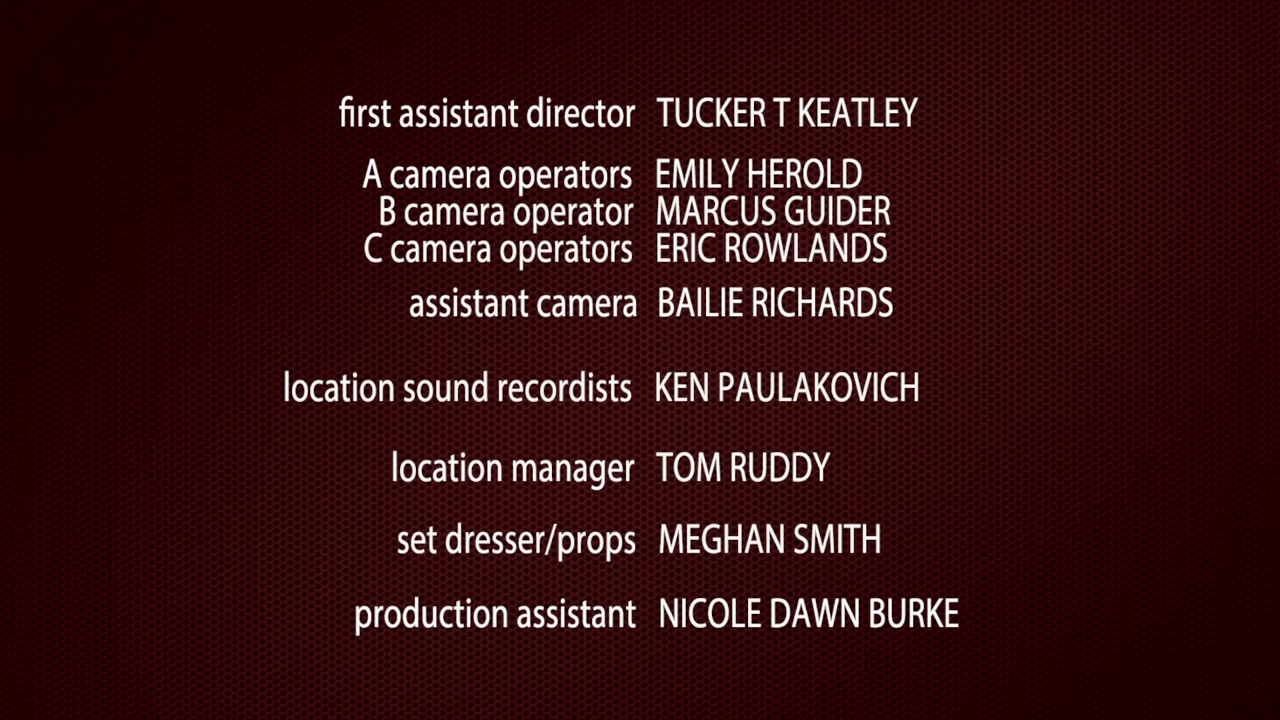 first assistant director TUCKER T KEATLEY
A camera operators EMILY HEROLD
B camera operator MARCUS GUIDER
C camera operators ERIC ROWLANDS
assistant camera BAILIE RICHARDS
location sound recordists KEN PAULAKOVICH
location manager TOM RUDDY
set dresser/props MEGHAN SMITH
production assistant NICOLE DAWN BURKE